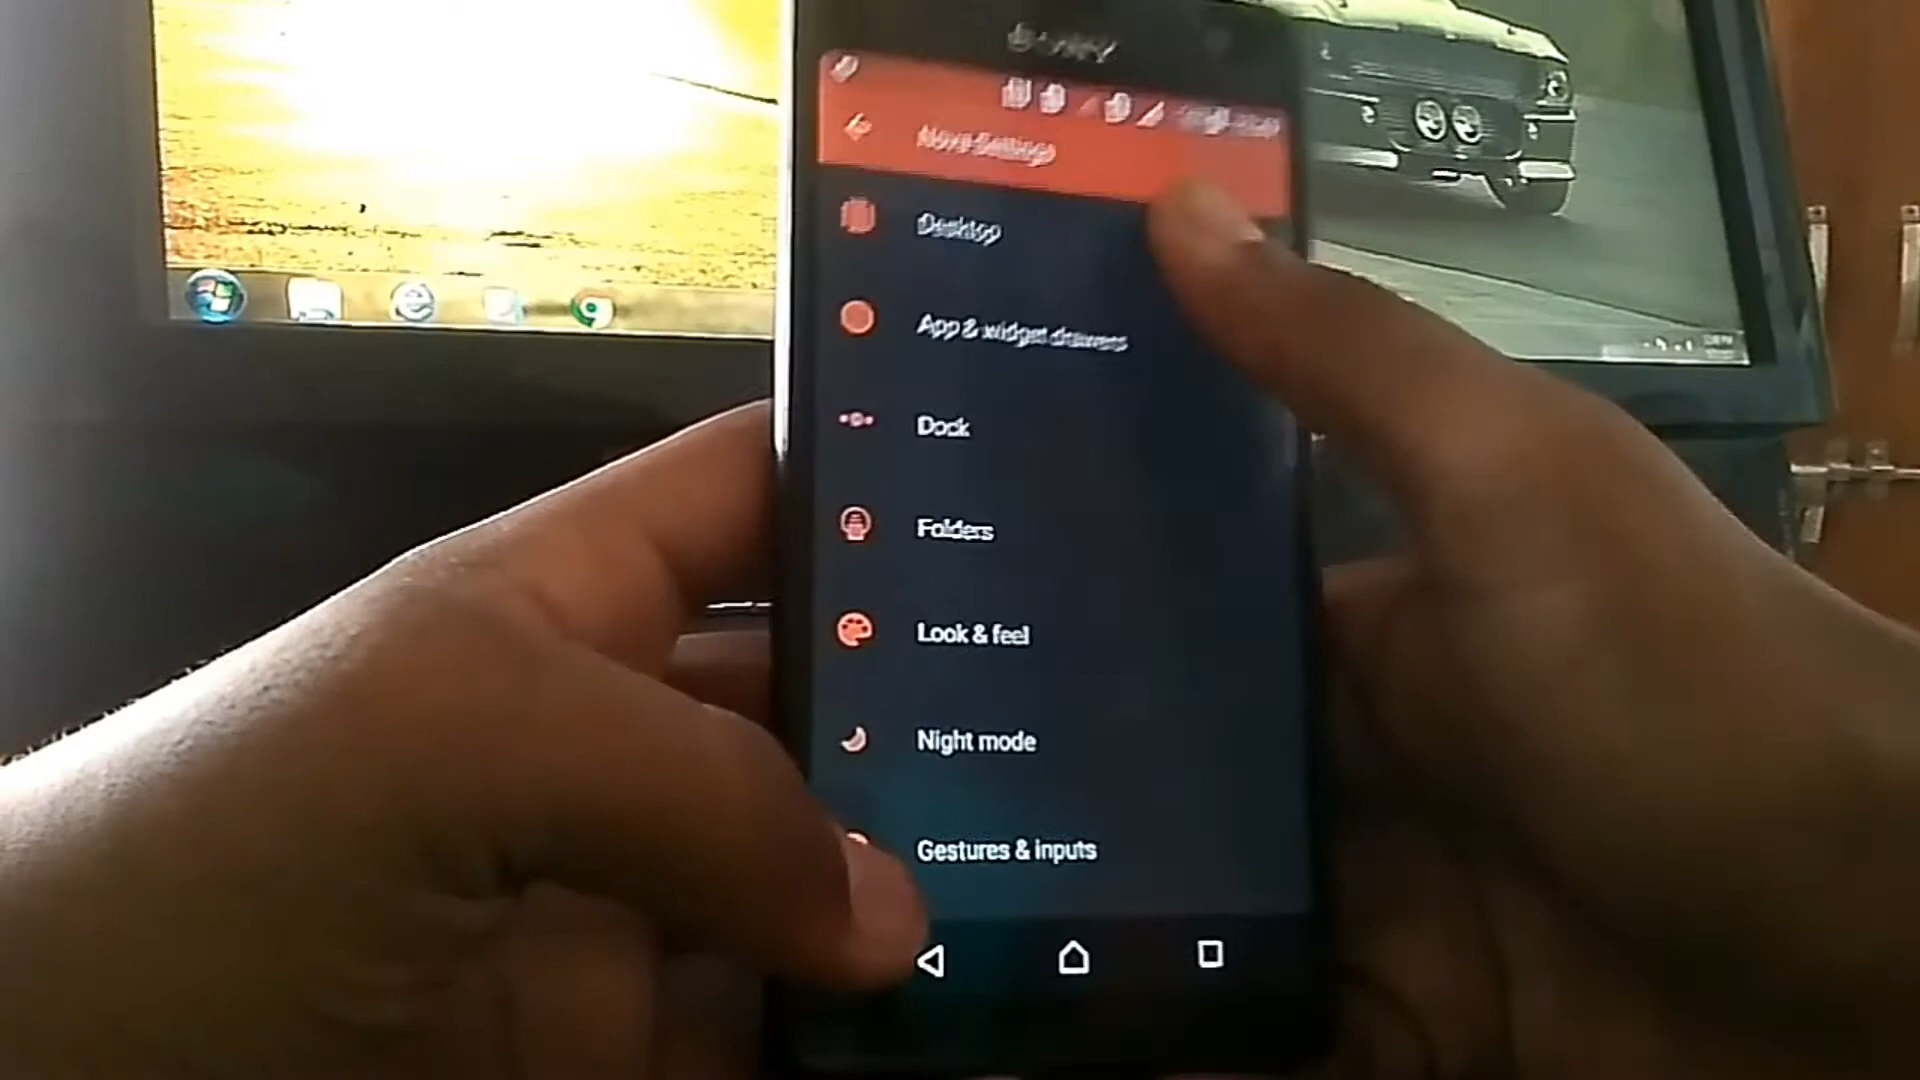 Nova Settings
Desktop
App & widget drawers
Dock
Folders
Look & feel
Night mode
Gestures & inputs